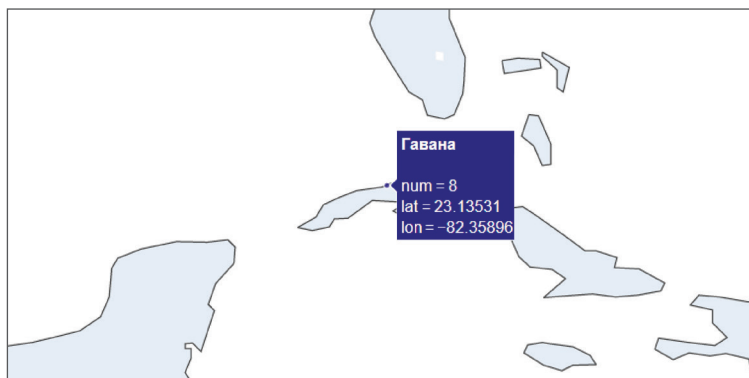 Гавана
num = 8
lat = 23.13531
lon = −82.35896